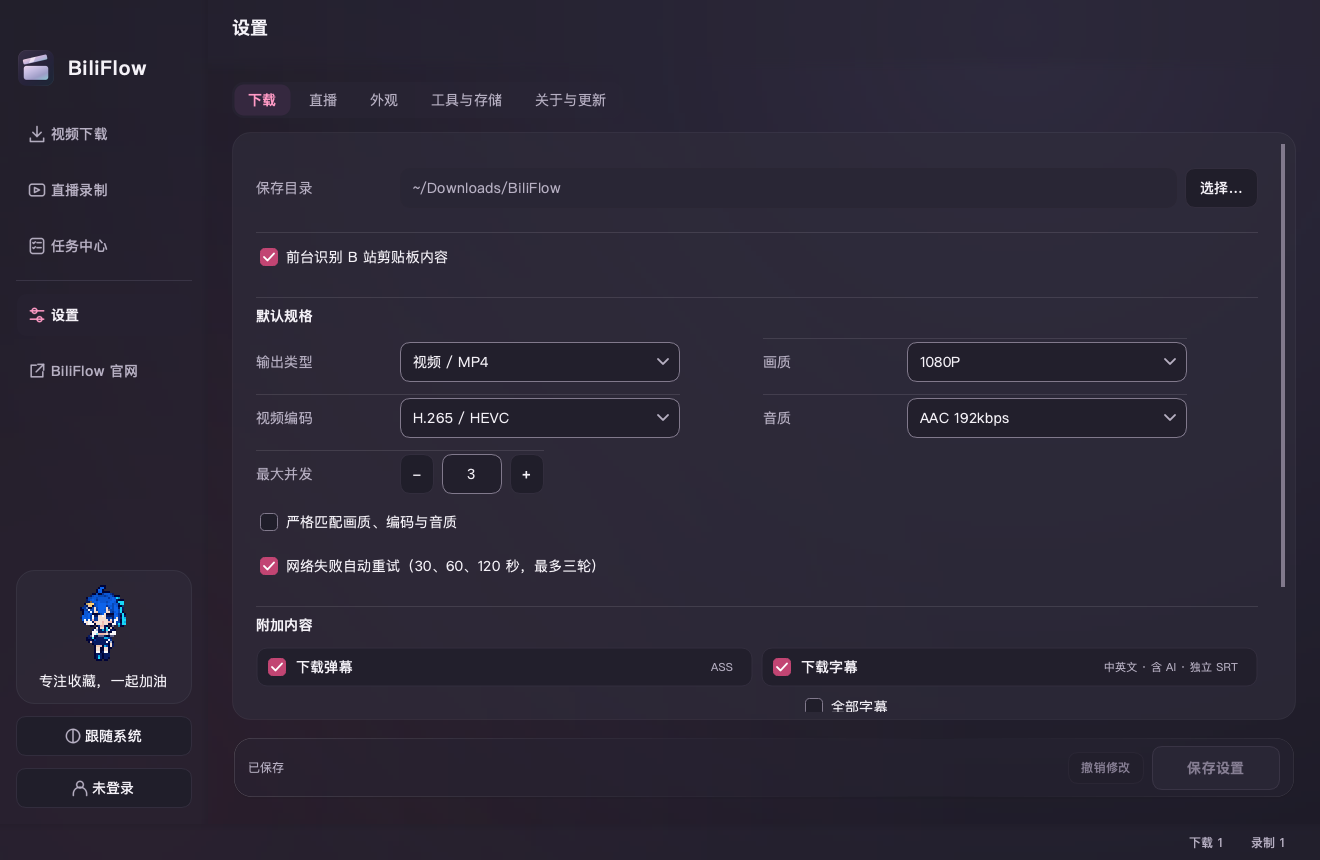 设置
BiliFlow
视频下载
直播录制
任务中心
设置
BiliFlow 官网
专注收藏，一起加油
跟随系统
未登录
下载 直播 外观 工具与存储 关于与更新
保存目录 ~/Downloads/BiliFlow 选择...
前台识别 B 站剪贴板内容
默认规格
输出类型 视频 / MP4 画质 1080P
视频编码 H.265 / HEVC 音质 AAC 192kbps
最大并发 − 3 +
严格匹配画质、编码与音质
网络失败自动重试（30、60、120 秒，最多三轮）
附加内容
下载弹幕 ASS 下载字幕 中英文 · 含 AI · 独立 SRT
全部字幕
已保存 撤销修改 保存设置
下载 1 录制 1